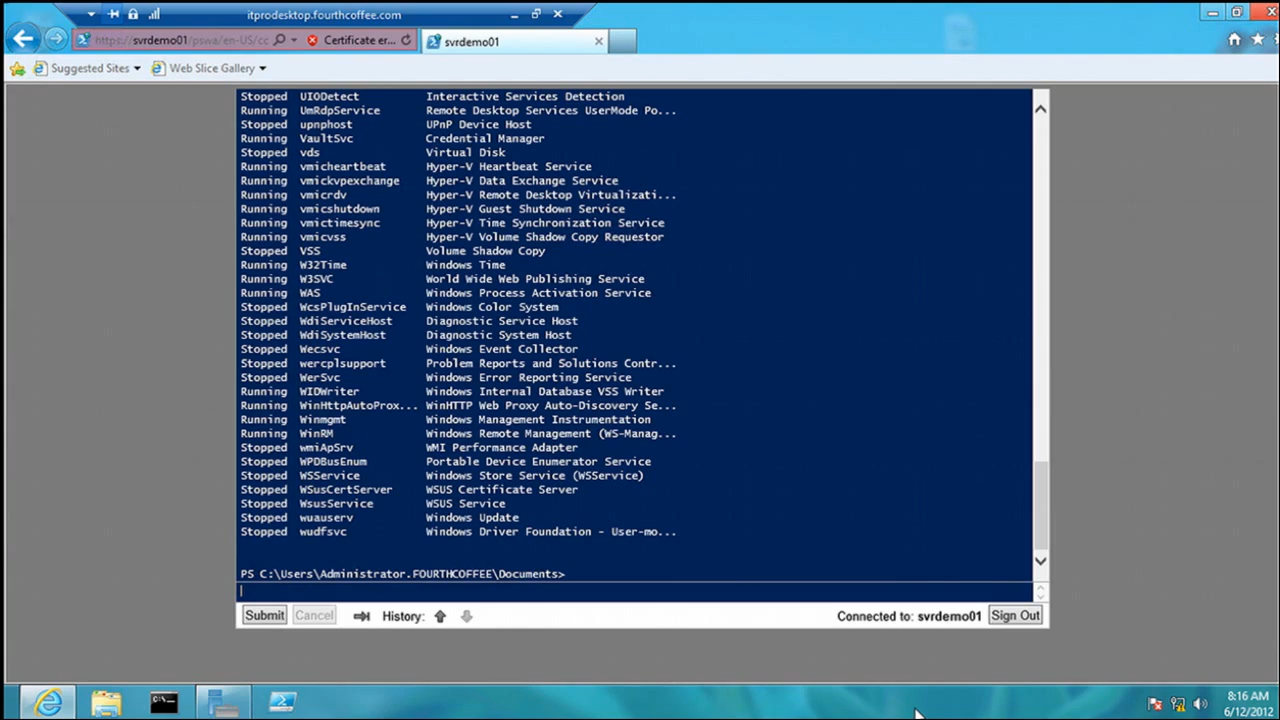 itprodesktop.fourthcoffee.com
https://svrdemo01/pswa/en-US/cc
Certificate er...
svrdemo01
Suggested Sites
Web Slice Gallery
Stopped UI0Detect Interactive Services Detection
Running UmRdpService Remote Desktop Services UserMode Po...
Stopped upnphost UPnP Device Host
Running VaultSvc Credential Manager
Stopped vds Virtual Disk
Running vmicheartbeat Hyper-V Heartbeat Service
Running vmickvpexchange Hyper-V Data Exchange Service
Running vmicrdv Hyper-V Remote Desktop Virtualizati...
Running vmicshutdown Hyper-V Guest Shutdown Service
Running vmictimesync Hyper-V Time Synchronization Service
Running vmicvss Hyper-V Volume Shadow Copy Requestor
Stopped VSS Volume Shadow Copy
Running W32Time Windows Time
Running W3SVC World Wide Web Publishing Service
Running WAS Windows Process Activation Service
Stopped WcsPlugInService Windows Color System
Stopped WdiServiceHost Diagnostic Service Host
Stopped WdiSystemHost Diagnostic System Host
Stopped Wecsvc Windows Event Collector
Stopped wercplsupport Problem Reports and Solutions Contr...
Stopped WerSvc Windows Error Reporting Service
Running WIDWriter Windows Internal Database VSS Writer
Running WinHttpAutoProx... WinHTTP Web Proxy Auto-Discovery Se...
Running Winmgmt Windows Management Instrumentation
Running WinRM Windows Remote Management (WS-Manag...
Stopped wmiApSrv WMI Performance Adapter
Stopped WPDBusEnum Portable Device Enumerator Service
Stopped WSService Windows Store Service (WSService)
Stopped WSusCertServer WSUS Certificate Server
Stopped WsusService WSUS Service
Stopped wuauserv Windows Update
Stopped wudfsvc Windows Driver Foundation - User-mo...
PS C:\Users\Administrator.FOURTHCOFFEE\Documents>
Submit Cancel History: Connected to: svrdemo01 Sign Out
C:\_
8:16 AM
6/12/2012